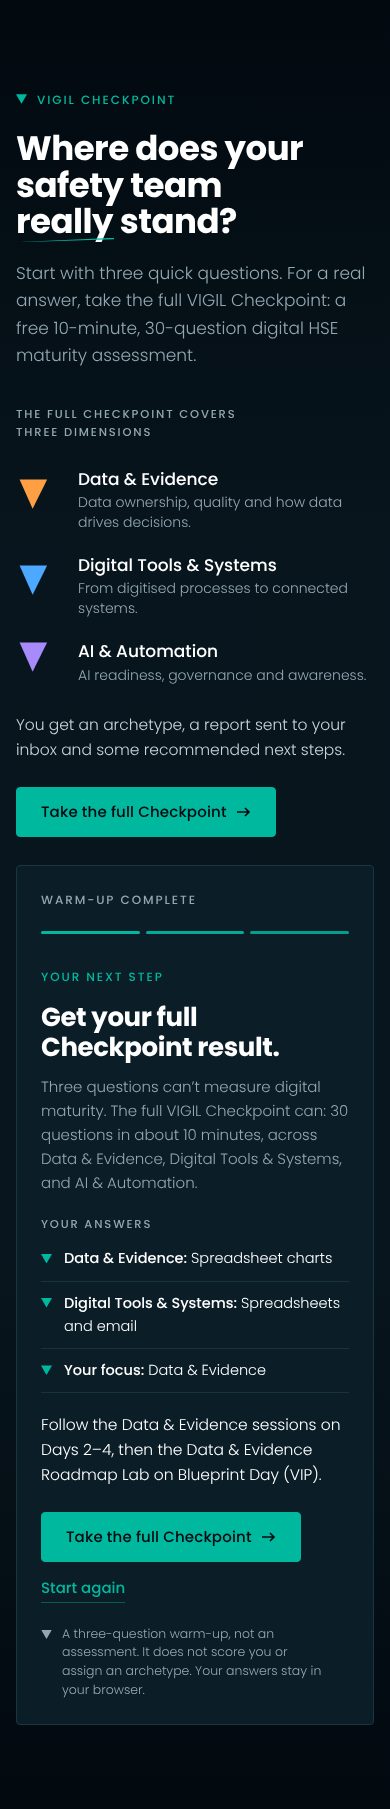 VIGIL CHECKPOINT
Where does your
safety team
really stand?
Start with three quick questions. For a real
answer, take the full VIGIL Checkpoint: a
free 10-minute, 30-question digital HSE
maturity assessment.
THE FULL CHECKPOINT COVERS
THREE DIMENSIONS
Data & Evidence
Data ownership, quality and how data
drives decisions.
Digital Tools & Systems
From digitised processes to connected
systems.
AI & Automation
AI readiness, governance and awareness.
You get an archetype, a report sent to your
inbox and some recommended next steps.
Take the full Checkpoint →
WARM-UP COMPLETE
YOUR NEXT STEP
Get your full
Checkpoint result.
Three questions can't measure digital
maturity. The full VIGIL Checkpoint can: 30
questions in about 10 minutes, across
Data & Evidence, Digital Tools & Systems,
and AI & Automation.
YOUR ANSWERS
Data & Evidence: Spreadsheet charts
Digital Tools & Systems: Spreadsheets
and email
Your focus: Data & Evidence
Follow the Data & Evidence sessions on
Days 2–4, then the Data & Evidence
Roadmap Lab on Blueprint Day (VIP).
Take the full Checkpoint →
Start again
A three-question warm-up, not an
assessment. It does not score you or
assign an archetype. Your answers stay in
your browser.